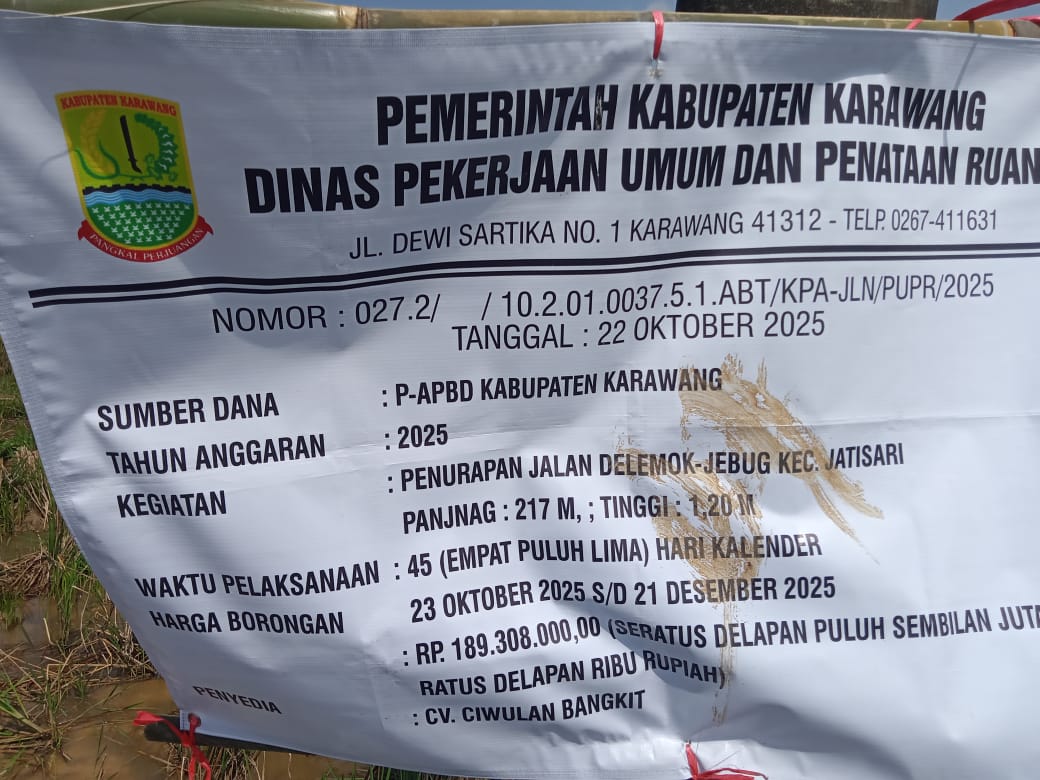 KABUPATEN KARAWANG
PANGKAL PERJUANGAN
PEMERINTAH KABUPATEN KARAWANG
DINAS PEKERJAAN UMUM DAN PENATAAN RUAN
JL. DEWI SARTIKA NO. 1 KARAWANG 41312 - TELP. 0267-411631
NOMOR : 027.2/ / 10.2.01.0037.5.1.ABT/KPA-JLN/PUPR/2025
TANGGAL : 22 OKTOBER 2025
SUMBER DANA : P-APBD KABUPATEN KARAWANG
TAHUN ANGGARAN : 2025
KEGIATAN : PENURAPAN JALAN DELEMOK-JEBUG KEC. JATISARI
PANJNAG : 217 M, ; TINGGI : 1,20 M
WAKTU PELAKSANAAN : 45 (EMPAT PULUH LIMA) HARI KALENDER
23 OKTOBER 2025 S/D 21 DESEMBER 2025
HARGA BORONGAN : RP. 189.308.000,00 (SERATUS DELAPAN PULUH SEMBILAN JUTA
RATUS DELAPAN RIBU RUPIAH)
PENYEDIA : CV. CIWULAN BANGKIT